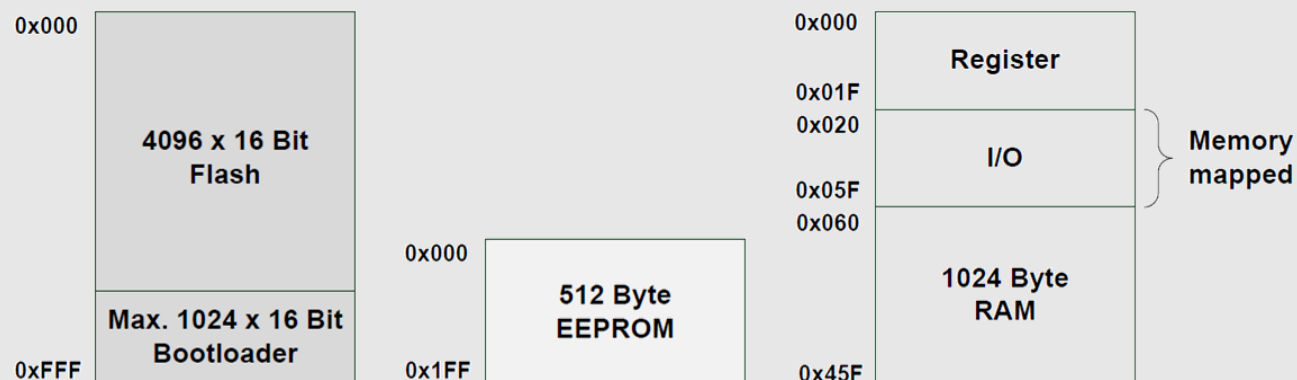 0x000
4096 x 16 Bit
Flash
Max. 1024 x 16 Bit
Bootloader
0xFFF
0x000
512 Byte
EEPROM
0x1FF
0x000
Register
0x01F
0x020
I/O
0x05F
Memory
mapped
0x060
1024 Byte
RAM
0x45F